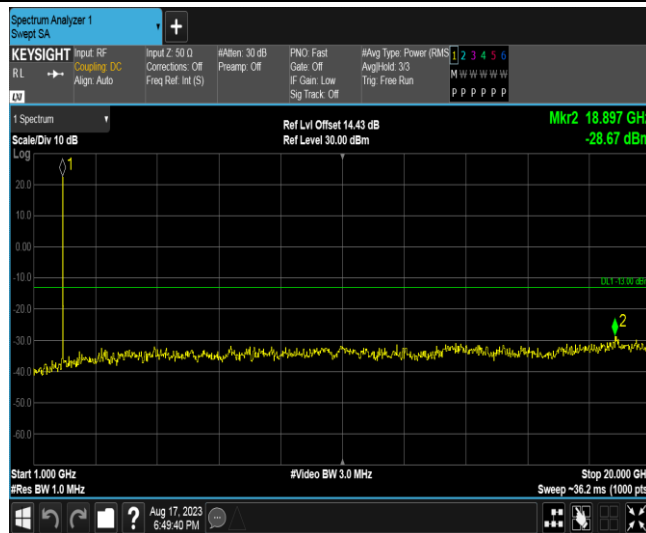 Spectrum Analyzer 1
Swept SA
+
KEYSIGHT
RL
LXI
Input: RF
Coupling: DC
Align: Auto
Input Z: 50 Ω
Corrections: Off
Freq Ref: Int (S)
#Atten: 30 dB
Preamp: Off
PNO: Fast
Gate: Off
IF Gain: Low
Sig Track: Off
#Avg Type: Power (RMS
Avg|Hold: 3/3
Trig: Free Run
1 2 3 4 5 6
M W W W W W
P P P P P P
1 Spectrum
Scale/Div 10 dB
Log
Ref Lvl Offset 14.43 dB
Ref Level 30.00 dBm
Mkr2 18.897 GHz
-28.67 dBm
1
20.0
10.0
0.00
-10.0
DL1 -13.00 dBm
-20.0
2
-30.0
-40.0
-50.0
-60.0
Start 1.000 GHz
#Res BW 1.0 MHz
#Video BW 3.0 MHz
Stop 20.000 GHz
Sweep ~36.2 ms (1000 pts)
?
Aug 17, 2023
6:49:40 PM